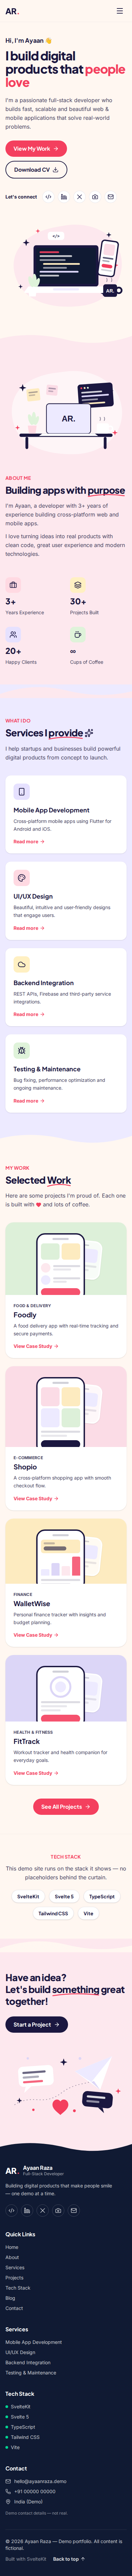 AR.
Hi, I'm Ayaan 👋
I build digital
products that people
love
I'm a passionate full-stack developer who
builds fast, scalable and beautiful web
and mobile applications that solve real-
world problems.
View My Work →
Download CV
Let's connect
</>
AR.
AR.
{ }
ABOUT ME
Building apps with purpose
I'm Ayaan, a developer with 3+ years of
experience building cross-platform web and
mobile apps.
I love turning ideas into real products with
clean code, great user experience and modern
technologies.
3+
Years Experience
30+
Projects Built
20+
Happy Clients
∞
Cups of Coffee
WHAT I DO
Services I provide
I help startups and businesses build powerful
digital products from concept to launch.
Mobile App Development
Cross-platform mobile apps using Flutter for
Android and iOS.
Read more →
UI/UX Design
Beautiful, intuitive and user-friendly designs
that engage users.
Read more →
Backend Integration
REST APIs, Firebase and third-party service
integrations.
Read more →
Testing & Maintenance
Bug fixing, performance optimization and
ongoing maintenance.
Read more →
MY WORK
Selected Work
Here are some projects I'm proud of. Each one
is built with ❤ and lots of coffee.
FOOD & DELIVERY
Foodly
A food delivery app with real-time tracking and
secure payments.
View Case Study →
E-COMMERCE
Shopio
A cross-platform shopping app with smooth
checkout flow.
View Case Study →
FINANCE
WalletWise
Personal finance tracker with insights and
budget planning.
View Case Study →
HEALTH & FITNESS
FitTrack
Workout tracker and health companion for
everyday goals.
View Case Study →
See All Projects →
TECH STACK
This demo site runs on the stack it shows — no
placeholders behind the curtain.
SvelteKit
Svelte 5
TypeScript
Tailwind CSS
Vite
Have an idea?
Let's build something great
together!
Start a Project →
AR.
Ayaan Raza
Full-Stack Developer
Building digital products that make people smile
— one demo at a time.
Quick Links
Home
About
Services
Projects
Tech Stack
Blog
Contact
Services
Mobile App Development
UI/UX Design
Backend Integration
Testing & Maintenance
Tech Stack
SvelteKit
Svelte 5
TypeScript
Tailwind CSS
Vite
Contact
hello@ayaanraza.demo
+91 00000 00000
India (Demo)
Demo contact details — not real.
© 2026 Ayaan Raza — Demo portfolio. All content is
fictional.
Built with SvelteKit
Back to top ↑